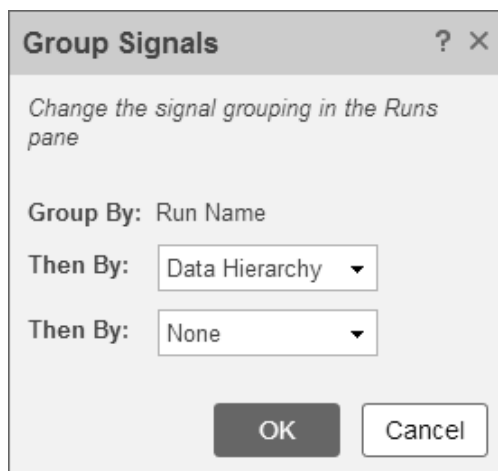 Group Signals ? ×
Change the signal grouping in the Runs
pane
Group By: Run Name
Then By: Data Hierarchy
Then By: None
OK Cancel